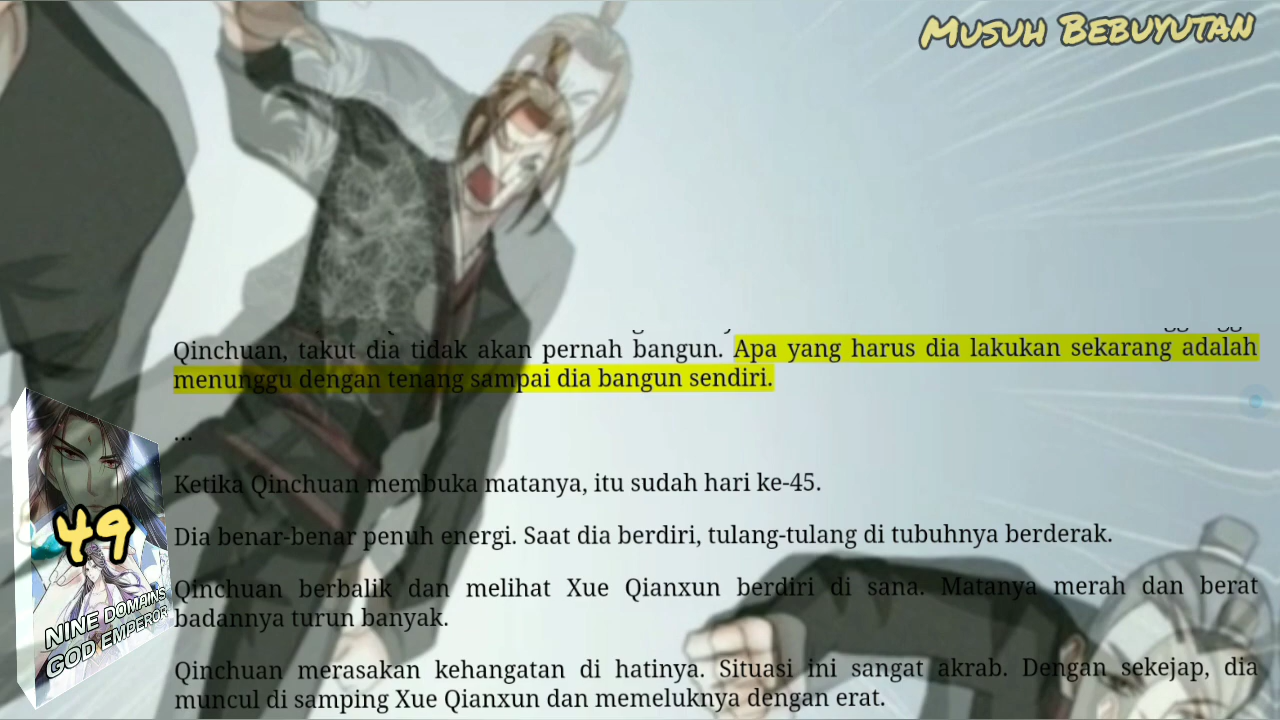 Musuh Bebuyutan
Qinchuan, takut dia tidak akan pernah bangun. Apa yang harus dia lakukan sekarang adalah
menunggu dengan tenang sampai dia bangun sendiri.
...
Ketika Qinchuan membuka matanya, itu sudah hari ke-45.
Dia benar-benar penuh energi. Saat dia berdiri, tulang-tulang di tubuhnya berderak.
Qinchuan berbalik dan melihat Xue Qianxun berdiri di sana. Matanya merah dan berat
badannya turun banyak.
Qinchuan merasakan kehangatan di hatinya. Situasi ini sangat akrab. Dengan sekejap, dia
muncul di samping Xue Qianxun dan memeluknya dengan erat.
49
NINE DOMAINS
GOD EMPEROR